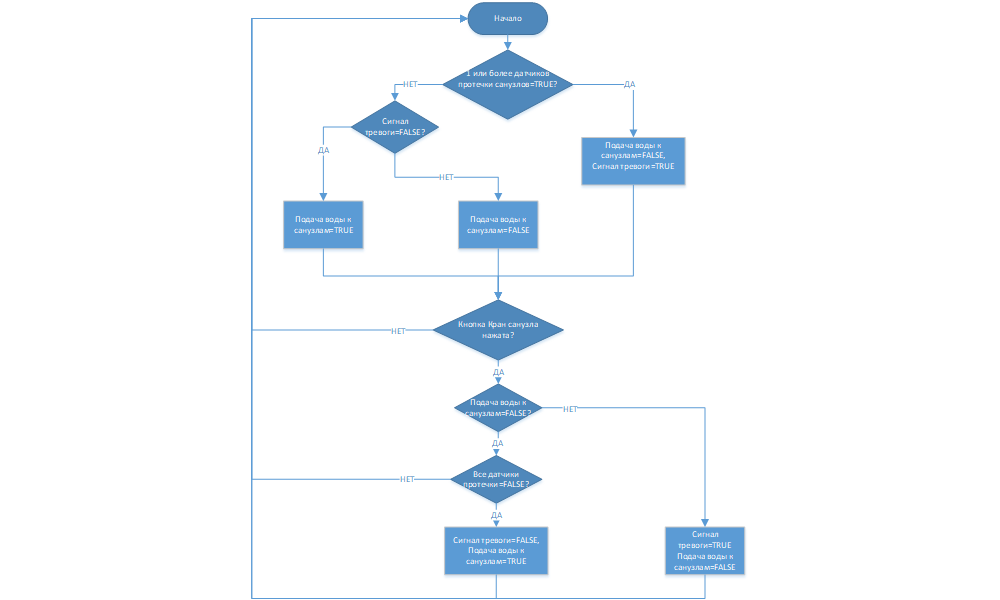 Начало
1 или более датчиков
протечки санузлов=TRUE?
НЕТ
ДА
Сигнал
тревоги=FALSE?
ДА
НЕТ
Подача воды к
санузлам=FALSE,
Сигнал тревоги=TRUE
Подача воды к
санузлам=TRUE
Подача воды к
санузлам=FALSE
Кнопка Кран санузла
нажата?
НЕТ
ДА
Подача воды к
санузлам=FALSE?
НЕТ
ДА
Все датчики
протечки=FALSE?
НЕТ
ДА
Сигнал тревоги=FALSE,
Подача воды к
санузлам=TRUE
Сигнал
тревоги=TRUE
Подача воды к
санузлам=FALSE